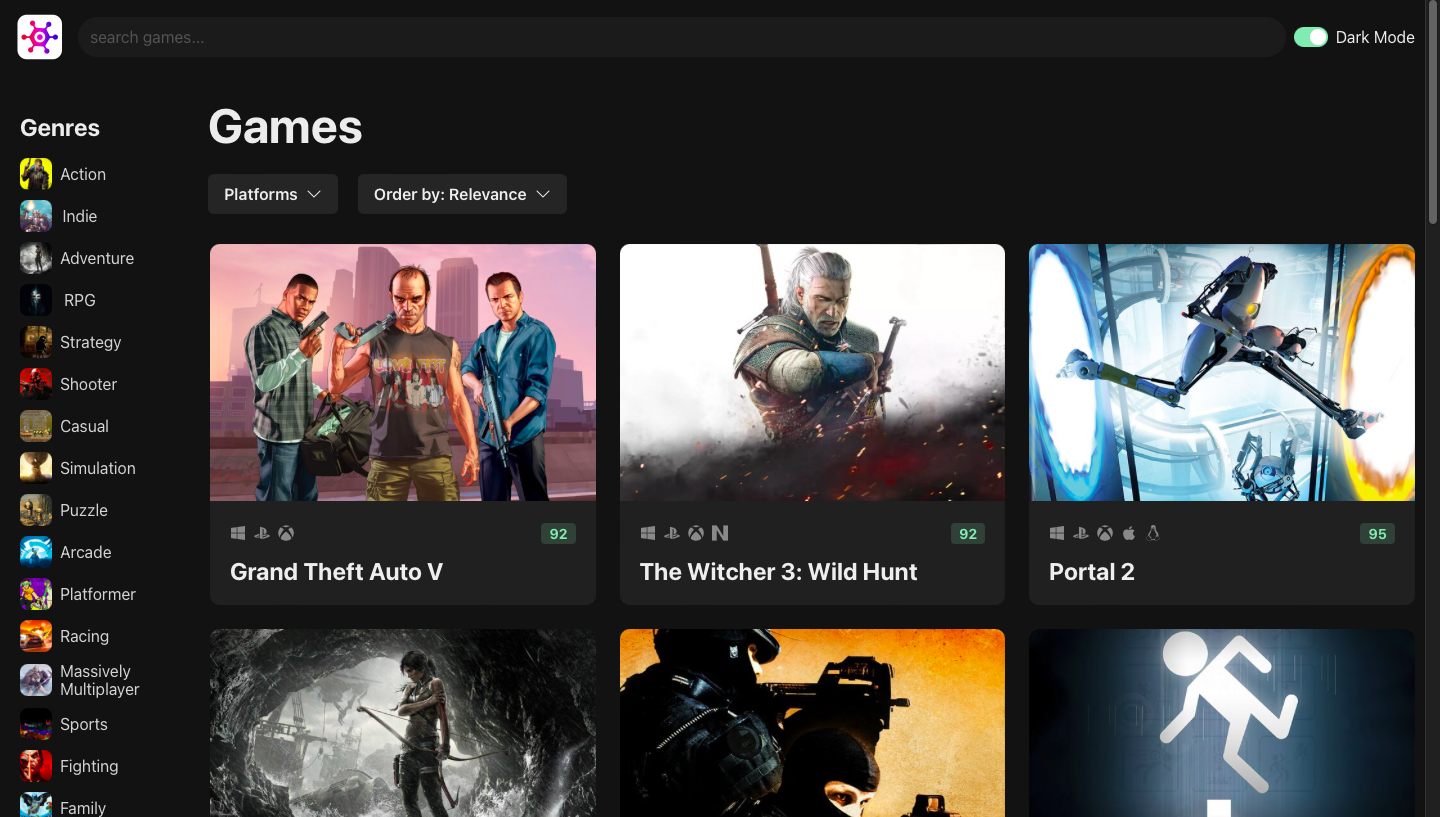 search games...
Dark Mode
Genres
Action
Indie
Adventure
RPG
Strategy
Shooter
Casual
Simulation
Puzzle
Arcade
Platformer
Racing
Massively
Multiplayer
Sports
Fighting
Family
Games
Platforms
Order by: Relevance
92
Grand Theft Auto V
92
The Witcher 3: Wild Hunt
95
Portal 2